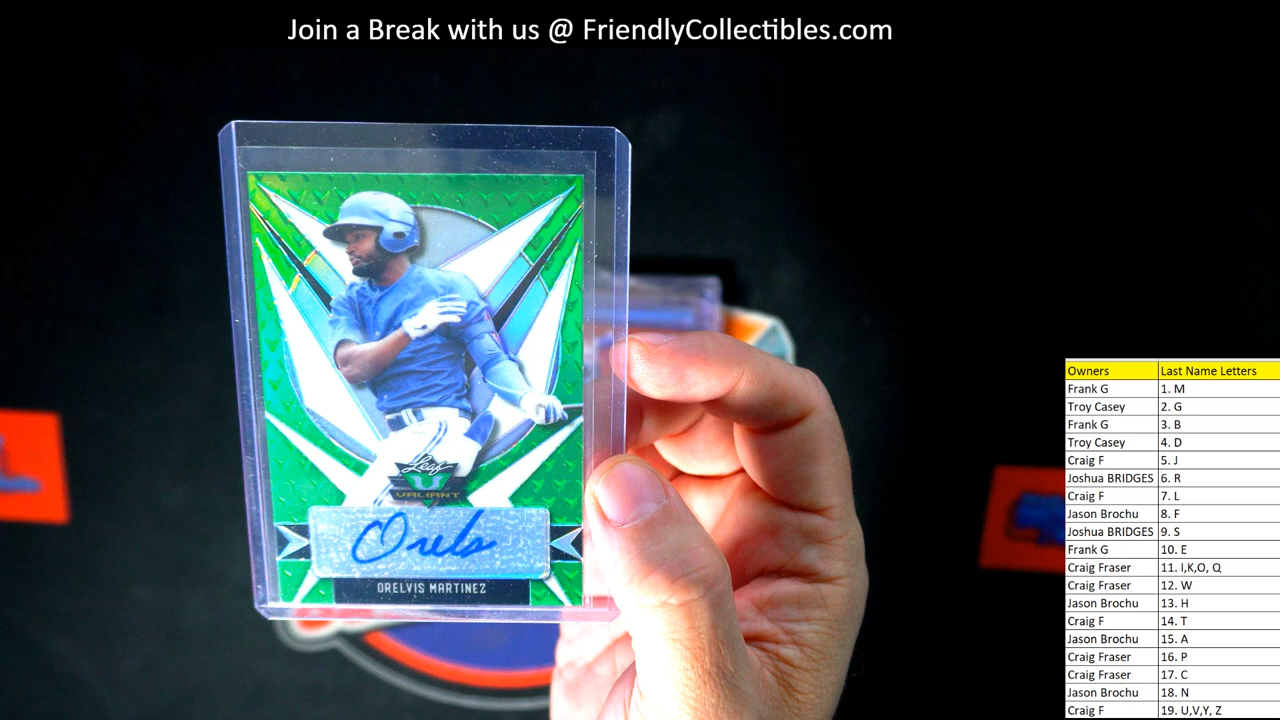 Join a Break with us @ FriendlyCollectibles.com
Leaf
VALIANT
Orels
ORELVIS MARTINEZ
Owners Last Name Letters
Frank G 1. M
Troy Casey 2. G
Frank G 3. B
Troy Casey 4. D
Craig F 5. J
Joshua BRIDGES 6. R
Craig F 7. L
Jason Brochu 8. F
Joshua BRIDGES 9. S
Frank G 10. E
Craig Fraser 11. I,K,O, Q
Craig Fraser 12. W
Jason Brochu 13. H
Craig F 14. T
Jason Brochu 15. A
Craig Fraser 16. P
Craig Fraser 17. C
Jason Brochu 18. N
Craig F 19. U,V,Y, Z